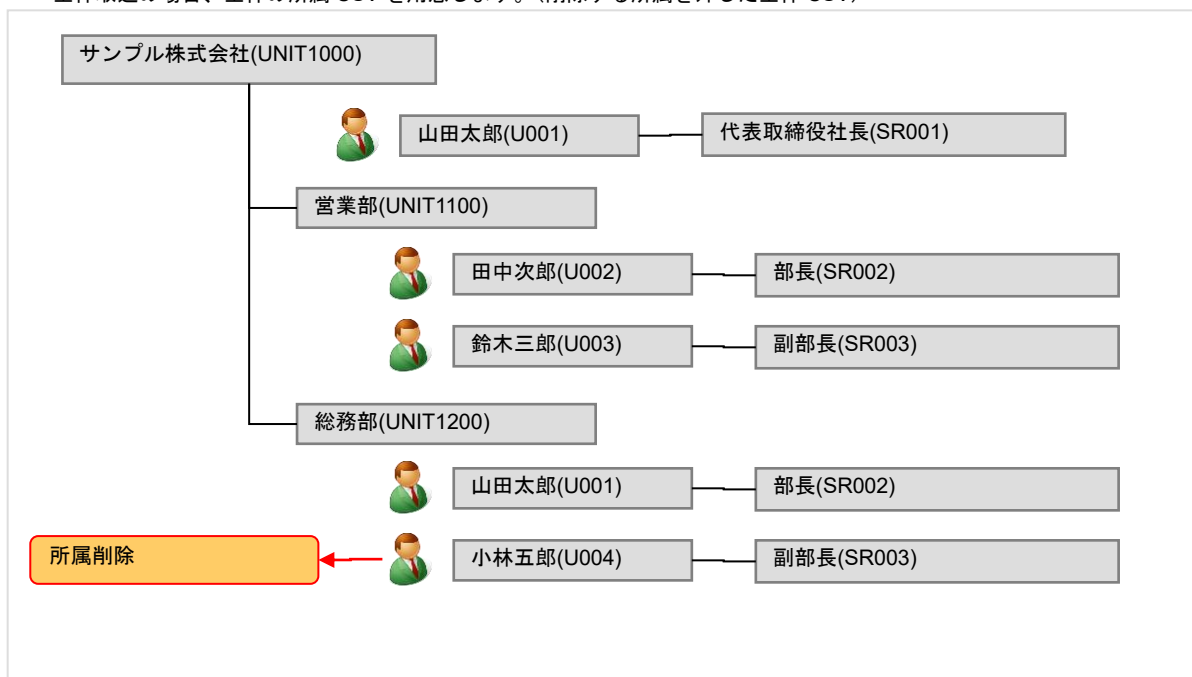 サンプル株式会社(UNIT1000)
山田太郎(U001)
代表取締役社長(SR001)
営業部(UNIT1100)
田中次郎(U002)
部長(SR002)
鈴木三郎(U003)
副部長(SR003)
総務部(UNIT1200)
山田太郎(U001)
部長(SR002)
所属削除
小林五郎(U004)
副部長(SR003)